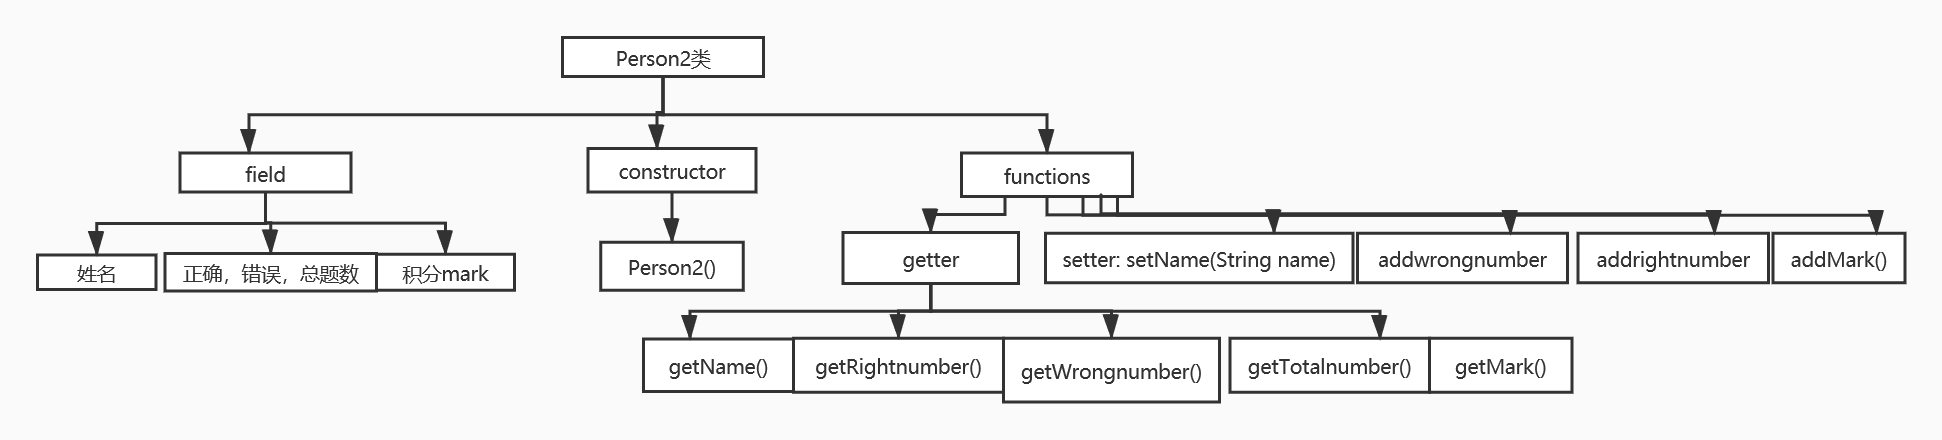 Person2类
field
constructor
functions
姓名
正确，错误，总题数
积分mark
Person2()
getter
setter: setName(String name)
addwrongnumber
addrightnumber
addMark()
getName()
getRightnumber()
getWrongnumber()
getTotalnumber()
getMark()